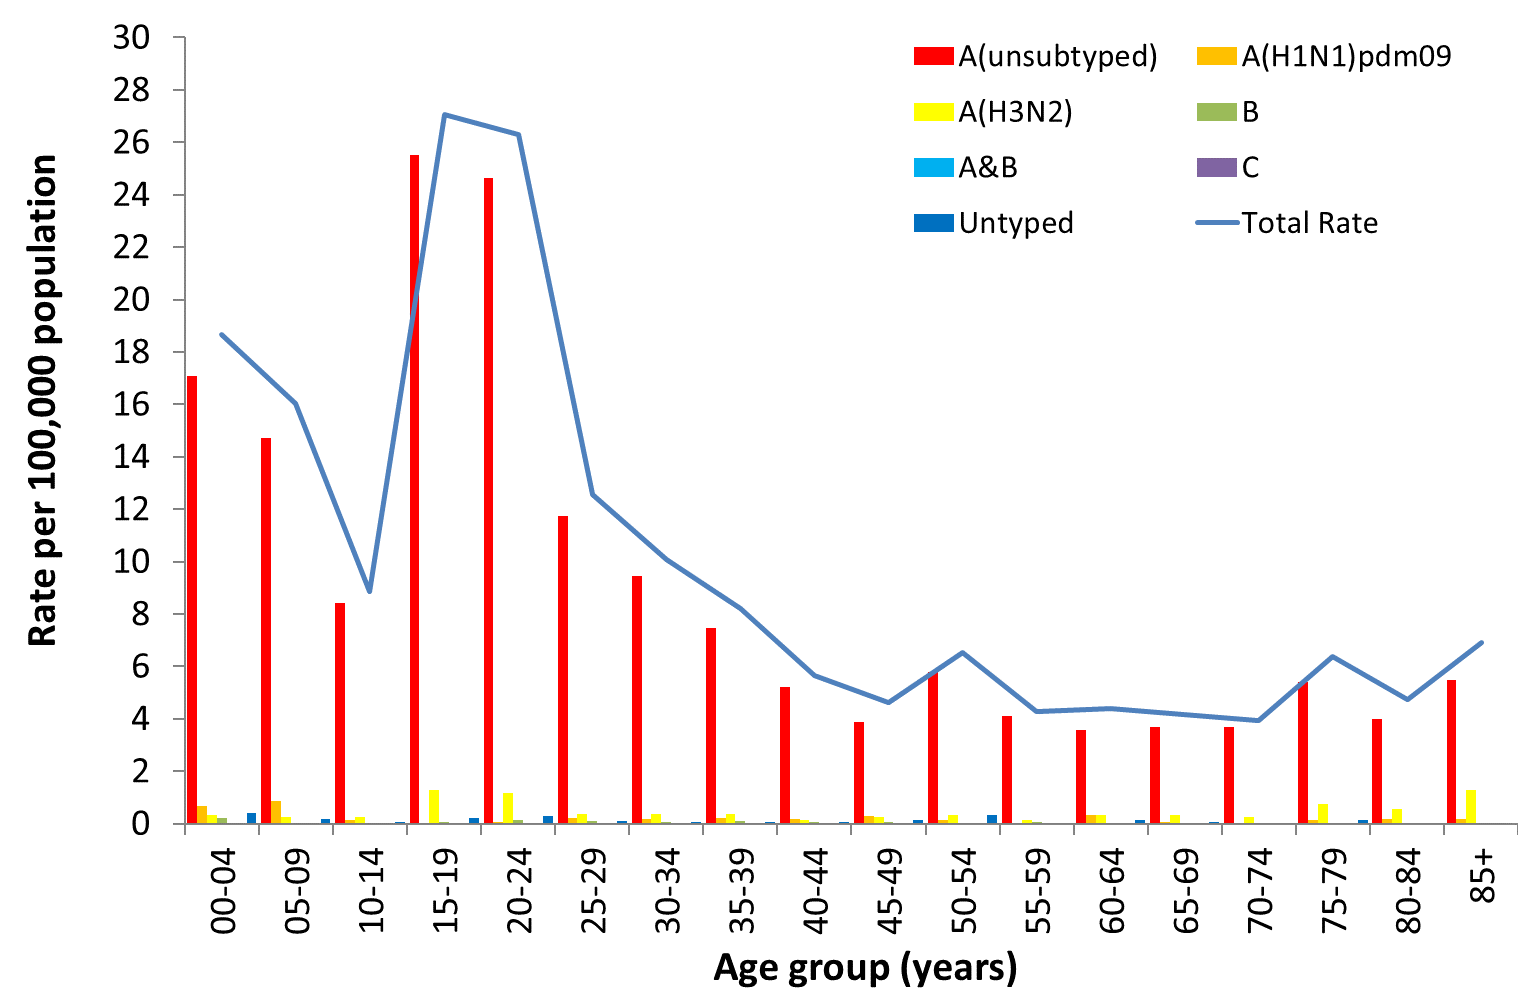 30
28
26
24
22
20
18
16
14
12
10
8
6
4
2
0
Rate per 100,000 population
A(unsubtyped) A(H1N1)pdm09
A(H3N2) B
A&B C
Untyped Total Rate
00-04 05-09 10-14 15-19 20-24 25-29 30-34 35-39 40-44 45-49 50-54 55-59 60-64 65-69 70-74 75-79 80-84 85+
Age group (years)